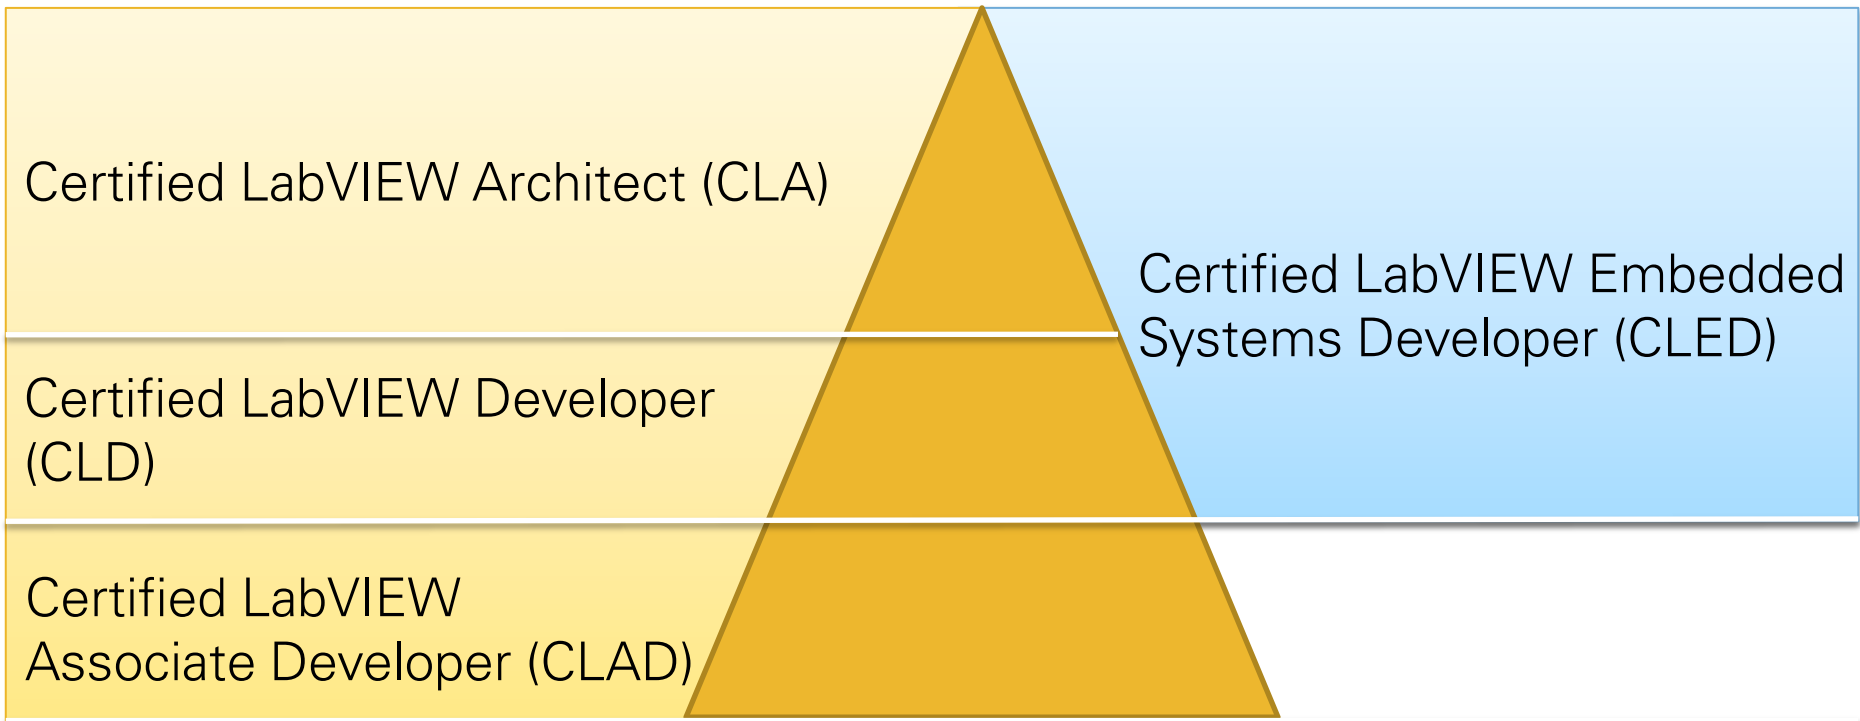 Certified LabVIEW Architect (CLA)
Certified LabVIEW Embedded
Systems Developer (CLED)
Certified LabVIEW Developer
(CLD)
Certified LabVIEW
Associate Developer (CLAD)